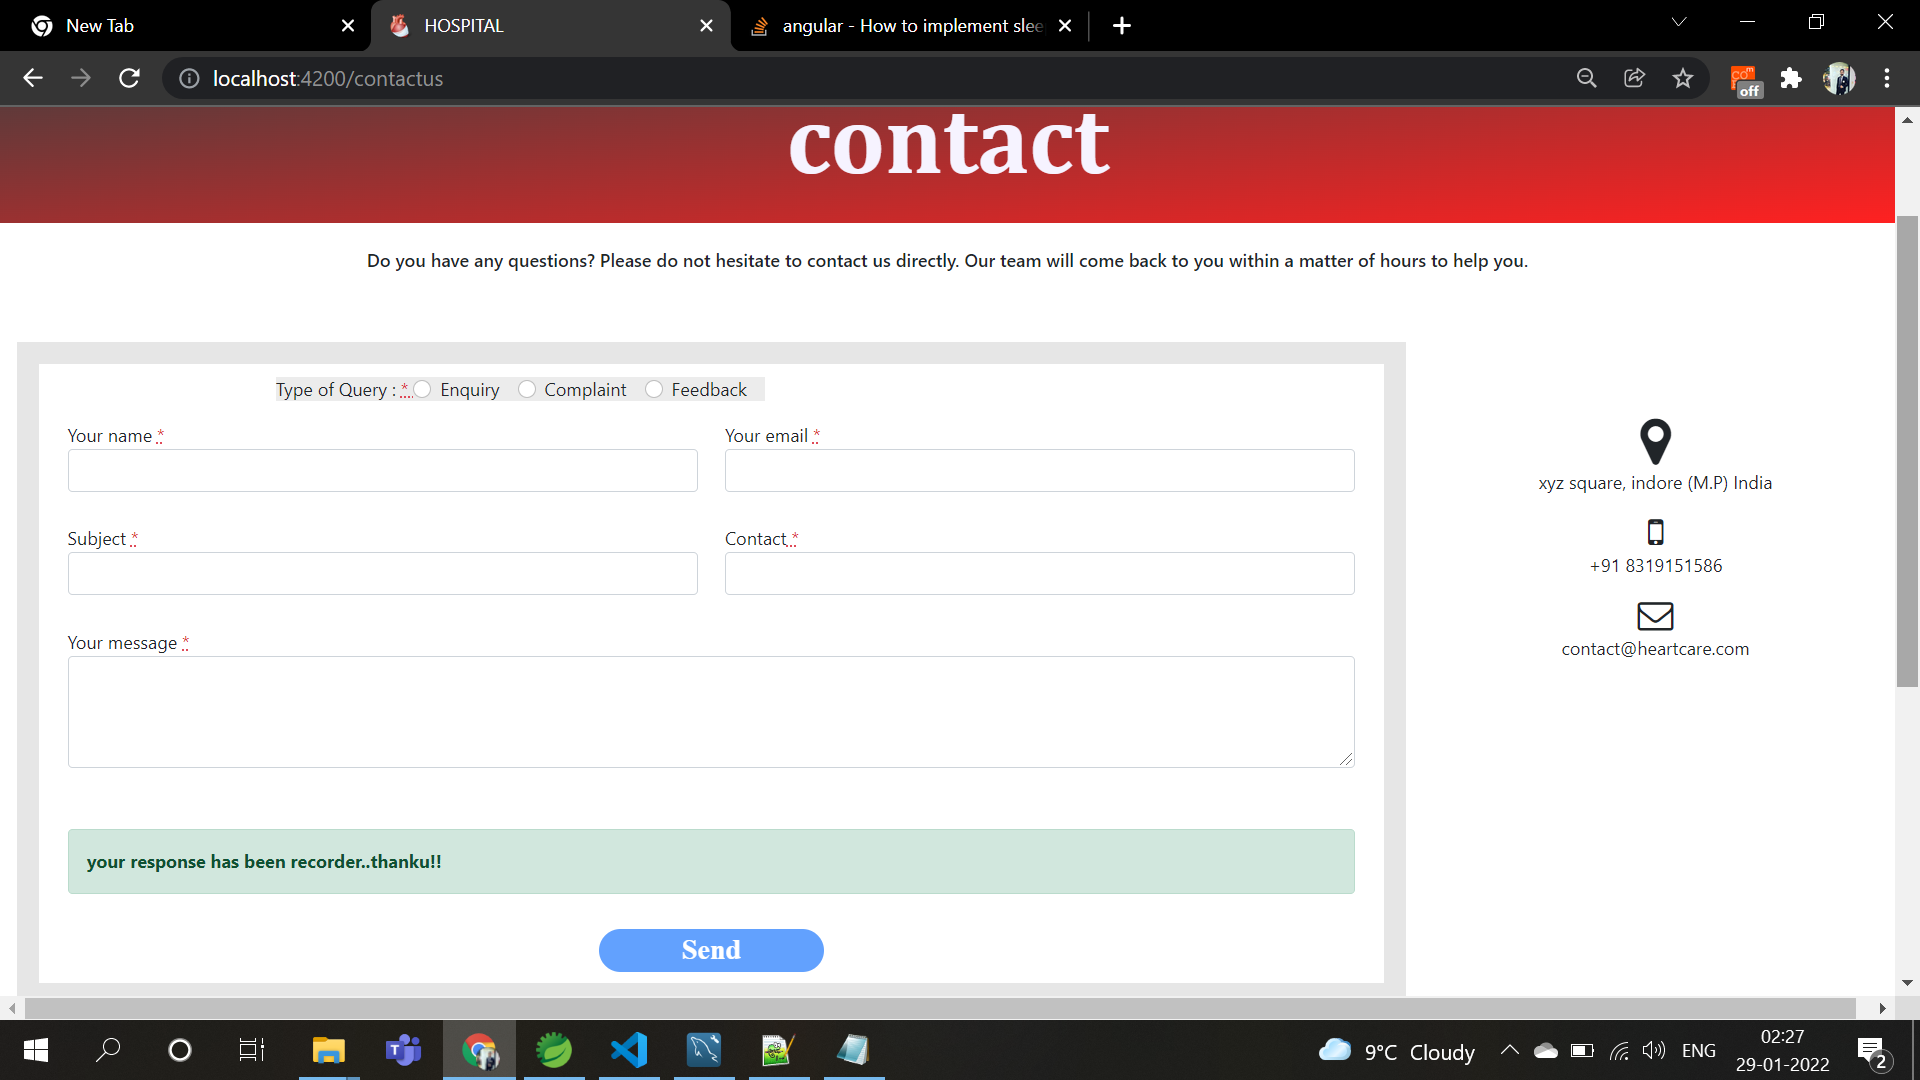 New Tab
HOSPITAL
angular - How to implement slee
localhost:4200/contactus
off
contact
Do you have any questions? Please do not hesitate to contact us directly. Our team will come back to you within a matter of hours to help you.
Type of Query : * Enquiry Complaint Feedback
Your name *
Your email *
Subject *
Contact *
Your message *
your response has been recorder..thanku!!
Send
xyz square, indore (M.P) India
+91 8319151586
contact@heartcare.com
9°C Cloudy
ENG
02:27
29-01-2022
2